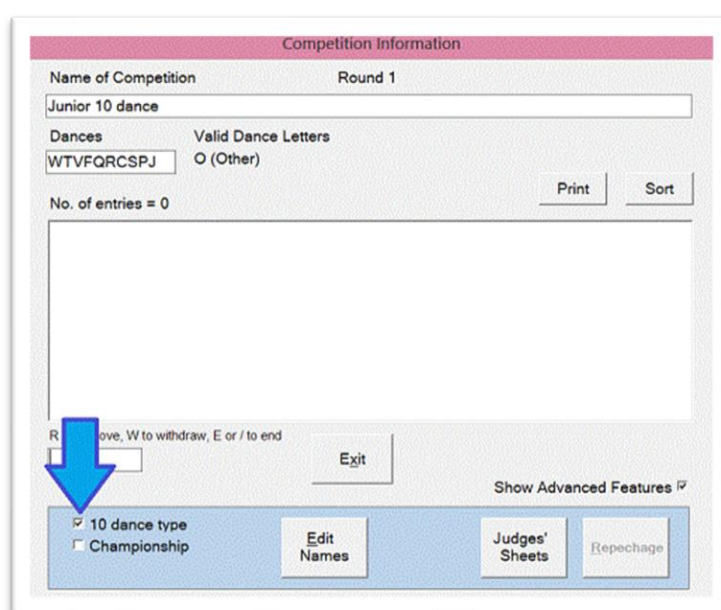 Competition Information
Name of Competition Round 1
Junior 10 dance
Dances Valid Dance Letters
WTVFQRCSPJ O (Other)
Print Sort
No. of entries = 0
R ove, W to withdraw, E or / to end
Exit
Show Advanced Features
10 dance type
Championship
Edit
Names
Judges'
Sheets
Repechage